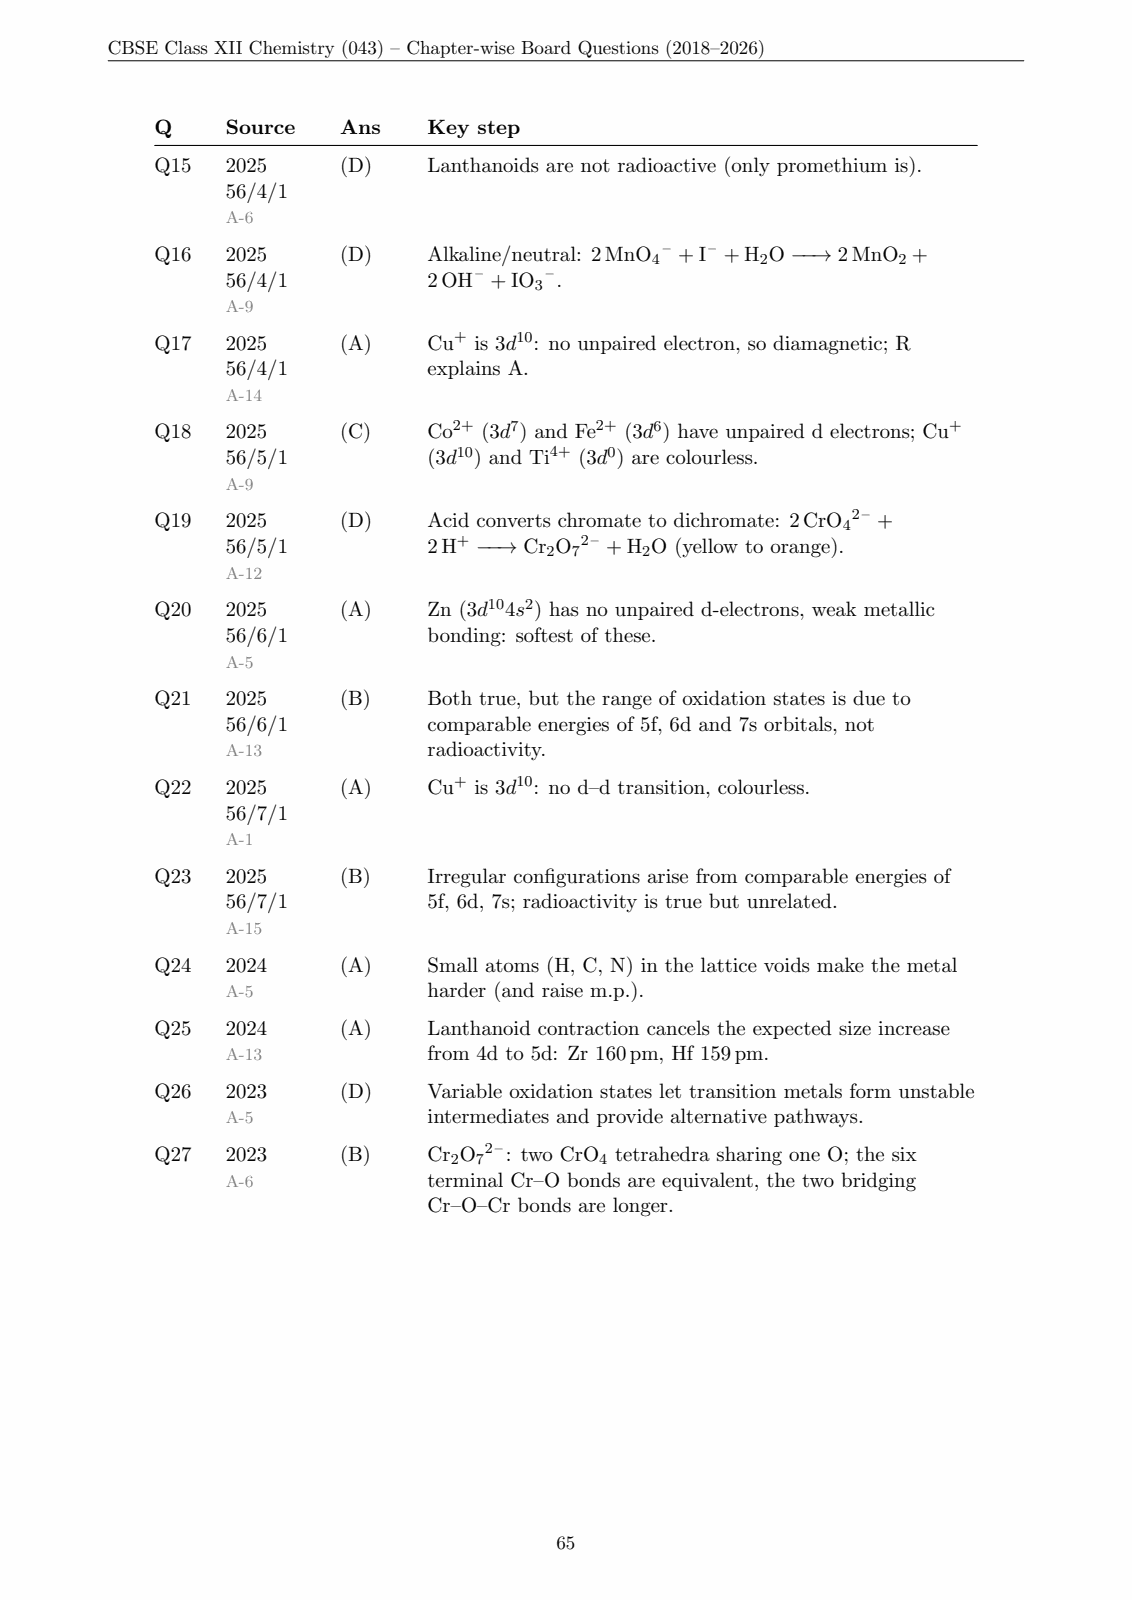 CBSE Class XII Chemistry (043) – Chapter-wise Board Questions (2018–2026)
Q Source Ans Key step
Q15 2025 (D) Lanthanoids are not radioactive (only promethium is).
56/4/1
A-6
Q16 2025 (D) Alkaline/neutral: 2 MnO₄⁻ + I⁻ + H₂O ⟶ 2 MnO₂ +
56/4/1 2 OH⁻ + IO₃⁻.
A-9
Q17 2025 (A) Cu⁺ is 3d¹⁰: no unpaired electron, so diamagnetic; R
56/4/1 explains A.
A-14
Q18 2025 (C) Co²⁺ (3d⁷) and Fe²⁺ (3d⁶) have unpaired d electrons; Cu⁺
56/5/1 (3d¹⁰) and Ti⁴⁺ (3d⁰) are colourless.
A-9
Q19 2025 (D) Acid converts chromate to dichromate: 2 CrO₄²⁻ +
56/5/1 2 H⁺ ⟶ Cr₂O₇²⁻ + H₂O (yellow to orange).
A-12
Q20 2025 (A) Zn (3d¹⁰4s²) has no unpaired d-electrons, weak metallic
56/6/1 bonding: softest of these.
A-5
Q21 2025 (B) Both true, but the range of oxidation states is due to
56/6/1 comparable energies of 5f, 6d and 7s orbitals, not
A-13 radioactivity.
Q22 2025 (A) Cu⁺ is 3d¹⁰: no d–d transition, colourless.
56/7/1
A-1
Q23 2025 (B) Irregular configurations arise from comparable energies of
56/7/1 5f, 6d, 7s; radioactivity is true but unrelated.
A-15
Q24 2024 (A) Small atoms (H, C, N) in the lattice voids make the metal
A-5 harder (and raise m.p.).
Q25 2024 (A) Lanthanoid contraction cancels the expected size increase
A-13 from 4d to 5d: Zr 160 pm, Hf 159 pm.
Q26 2023 (D) Variable oxidation states let transition metals form unstable
A-5 intermediates and provide alternative pathways.
Q27 2023 (B) Cr₂O₇²⁻: two CrO₄ tetrahedra sharing one O; the six
A-6 terminal Cr–O bonds are equivalent, the two bridging
Cr–O–Cr bonds are longer.
65